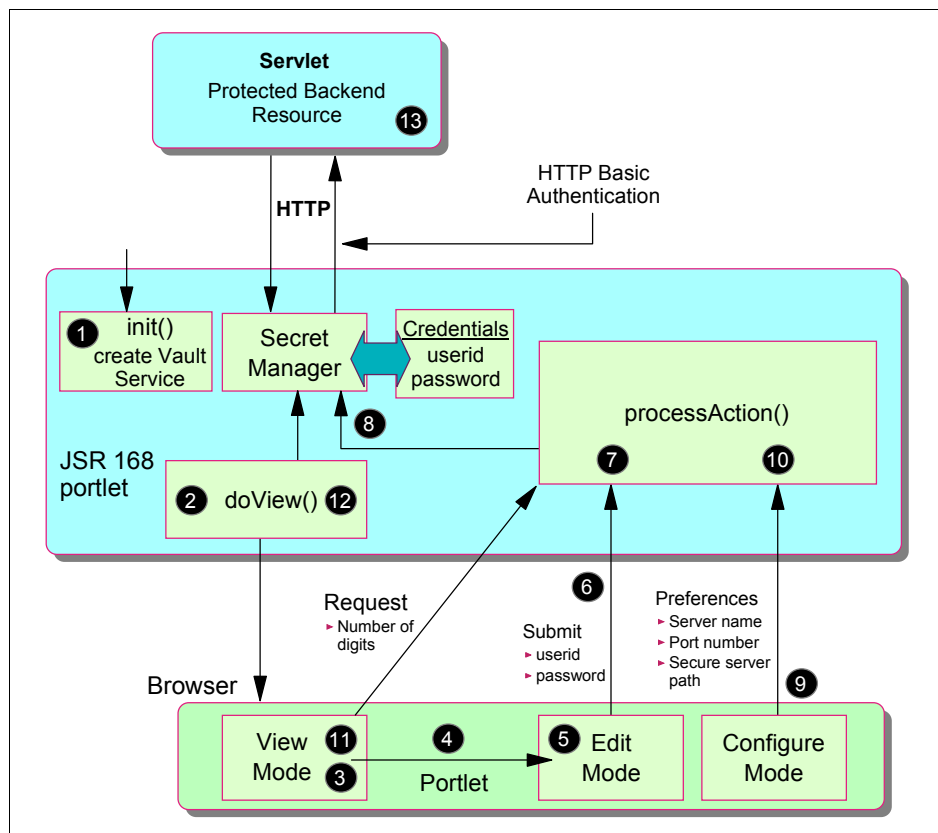 Servlet
Protected Backend
Resource
13
HTTP
HTTP Basic
Authentication
1
init()
create Vault
Service
Secret
Manager
Credentials
userid
password
processAction()
8
7
10
JSR 168
portlet
2
doView()
12
6
Request
Number of
digits
Submit
userid
password
Preferences
Server name
Port number
Secure server
path
9
Browser
View
Mode
11
3
4
Portlet
5
Edit
Mode
Configure
Mode